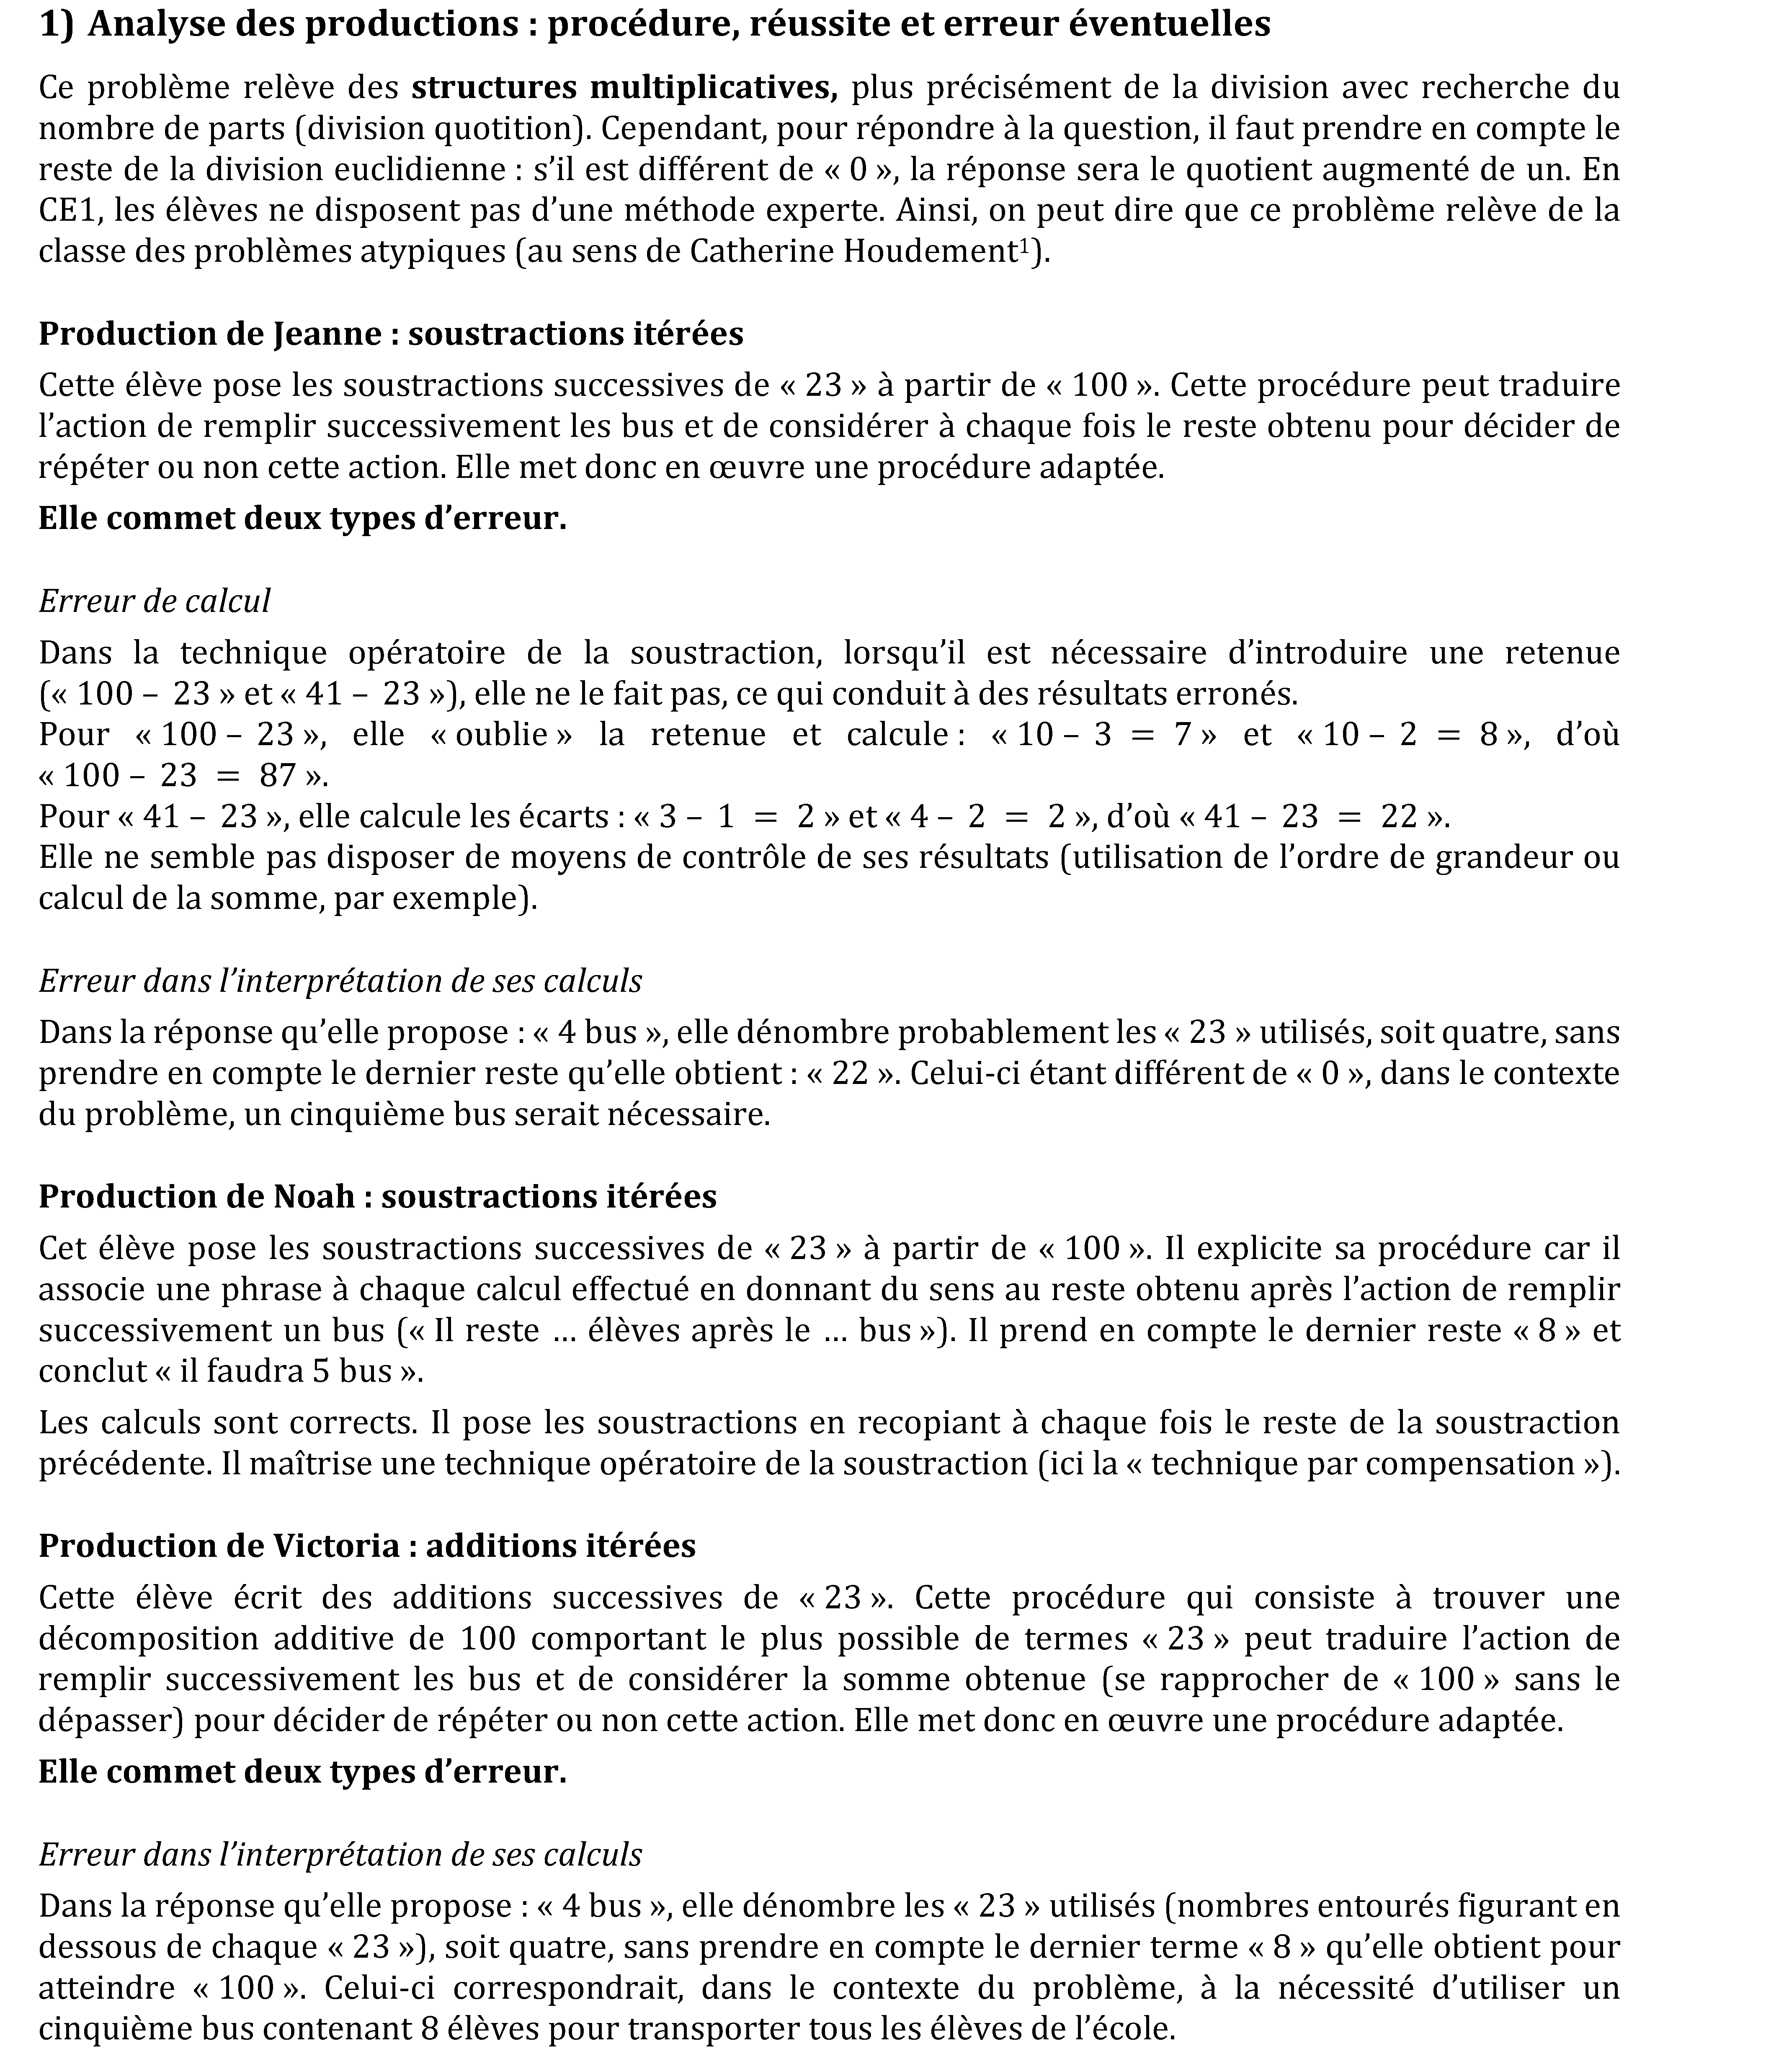 1) Analyse des productions : procédure, réussite et erreur éventuelles
Ce problème relève des structures multiplicatives, plus précisément de la division avec recherche du
nombre de parts (division quotition). Cependant, pour répondre à la question, il faut prendre en compte le
reste de la division euclidienne : s’il est différent de « 0 », la réponse sera le quotient augmenté de un. En
CE1, les élèves ne disposent pas d’une méthode experte. Ainsi, on peut dire que ce problème relève de la
classe des problèmes atypiques (au sens de Catherine Houdement¹).
Production de Jeanne : soustractions itérées
Cette élève pose les soustractions successives de « 23 » à partir de « 100 ». Cette procédure peut traduire
l’action de remplir successivement les bus et de considérer à chaque fois le reste obtenu pour décider de
répéter ou non cette action. Elle met donc en œuvre une procédure adaptée.
Elle commet deux types d’erreur.
Erreur de calcul
Dans la technique opératoire de la soustraction, lorsqu’il est nécessaire d’introduire une retenue
(« 100 – 23 » et « 41 – 23 »), elle ne le fait pas, ce qui conduit à des résultats erronés.
Pour « 100 – 23 », elle « oublie » la retenue et calcule : « 10 – 3 = 7 » et « 10 – 2 = 8 », d’où
« 100 – 23 = 87 ».
Pour « 41 – 23 », elle calcule les écarts : « 3 – 1 = 2 » et « 4 – 2 = 2 », d’où « 41 – 23 = 22 ».
Elle ne semble pas disposer de moyens de contrôle de ses résultats (utilisation de l’ordre de grandeur ou
calcul de la somme, par exemple).
Erreur dans l’interprétation de ses calculs
Dans la réponse qu’elle propose : « 4 bus », elle dénombre probablement les « 23 » utilisés, soit quatre, sans
prendre en compte le dernier reste qu’elle obtient : « 22 ». Celui-ci étant différent de « 0 », dans le contexte
du problème, un cinquième bus serait nécessaire.
Production de Noah : soustractions itérées
Cet élève pose les soustractions successives de « 23 » à partir de « 100 ». Il explicite sa procédure car il
associe une phrase à chaque calcul effectué en donnant du sens au reste obtenu après l’action de remplir
successivement un bus (« Il reste … élèves après le … bus »). Il prend en compte le dernier reste « 8 » et
conclut « il faudra 5 bus ».
Les calculs sont corrects. Il pose les soustractions en recopiant à chaque fois le reste de la soustraction
précédente. Il maîtrise une technique opératoire de la soustraction (ici la « technique par compensation »).
Production de Victoria : additions itérées
Cette élève écrit des additions successives de « 23 ». Cette procédure qui consiste à trouver une
décomposition additive de 100 comportant le plus possible de termes « 23 » peut traduire l’action de
remplir successivement les bus et de considérer la somme obtenue (se rapprocher de « 100 » sans le
dépasser) pour décider de répéter ou non cette action. Elle met donc en œuvre une procédure adaptée.
Elle commet deux types d’erreur.
Erreur dans l’interprétation de ses calculs
Dans la réponse qu’elle propose : « 4 bus », elle dénombre les « 23 » utilisés (nombres entourés figurant en
dessous de chaque « 23 »), soit quatre, sans prendre en compte le dernier terme « 8 » qu’elle obtient pour
atteindre « 100 ». Celui-ci correspondrait, dans le contexte du problème, à la nécessité d’utiliser un
cinquième bus contenant 8 élèves pour transporter tous les élèves de l’école.